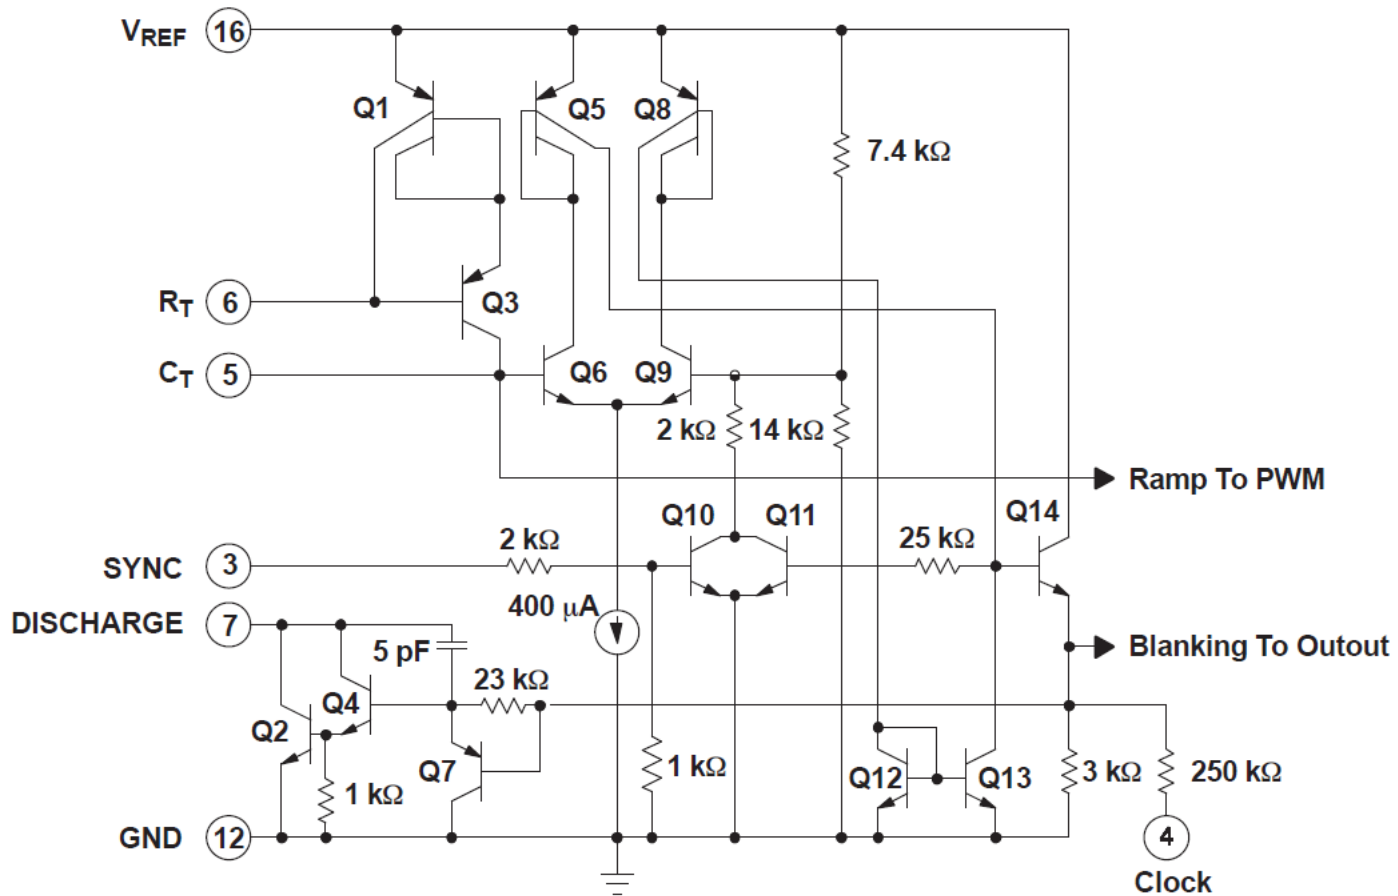 VREF 16
Q1 Q5 Q8
7.4 kΩ
RT 6 Q3
CT 5 Q6 Q9
2 kΩ 14 kΩ
Ramp To PWM
Q10 Q11 Q14
2 kΩ 25 kΩ
SYNC 3
400 µA
DISCHARGE 7
5 pF Blanking To Outout
23 kΩ
Q4
Q2
Q7 1 kΩ Q12 Q13 3 kΩ 250 kΩ
1 kΩ
GND 12 4
Clock